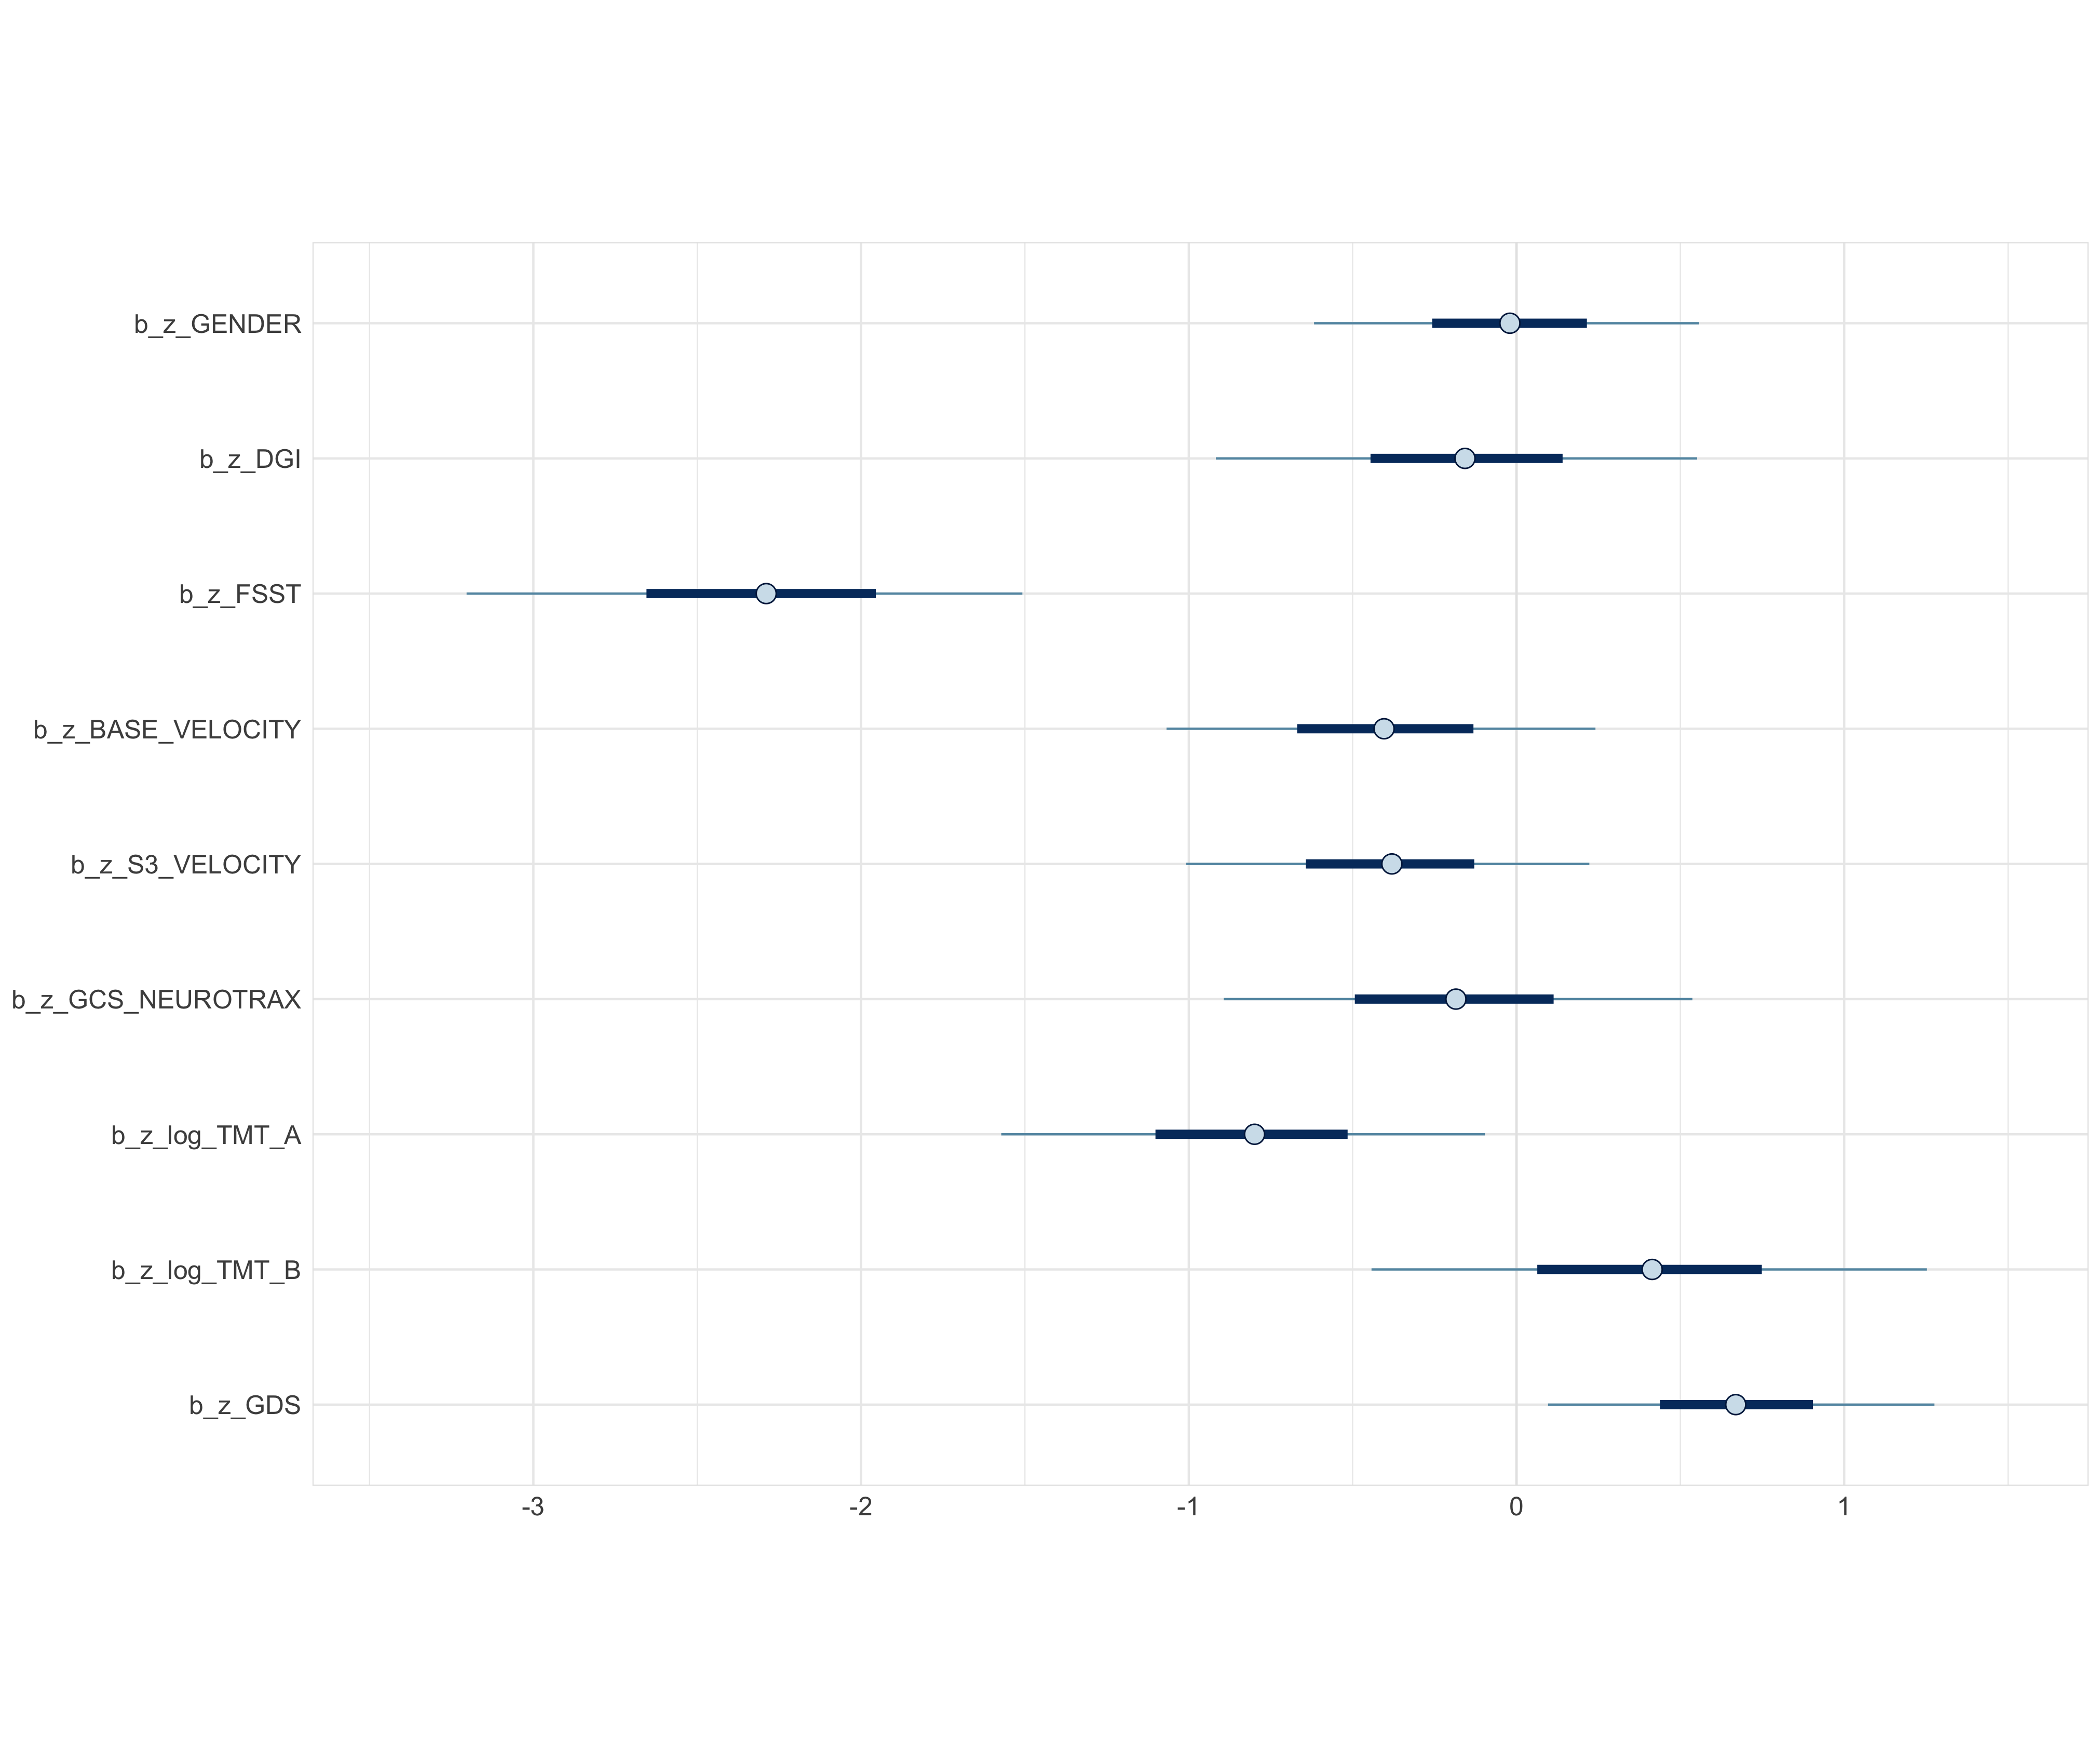 b_z_GENDER
b_z_DGI
b_z_FSST
b_z_BASE_VELOCITY
b_z_S3_VELOCITY
b_z_GCS_NEUROTRAX
b_z_log_TMT_A
b_z_log_TMT_B
b_z_GDS
-3 -2 -1 0 1